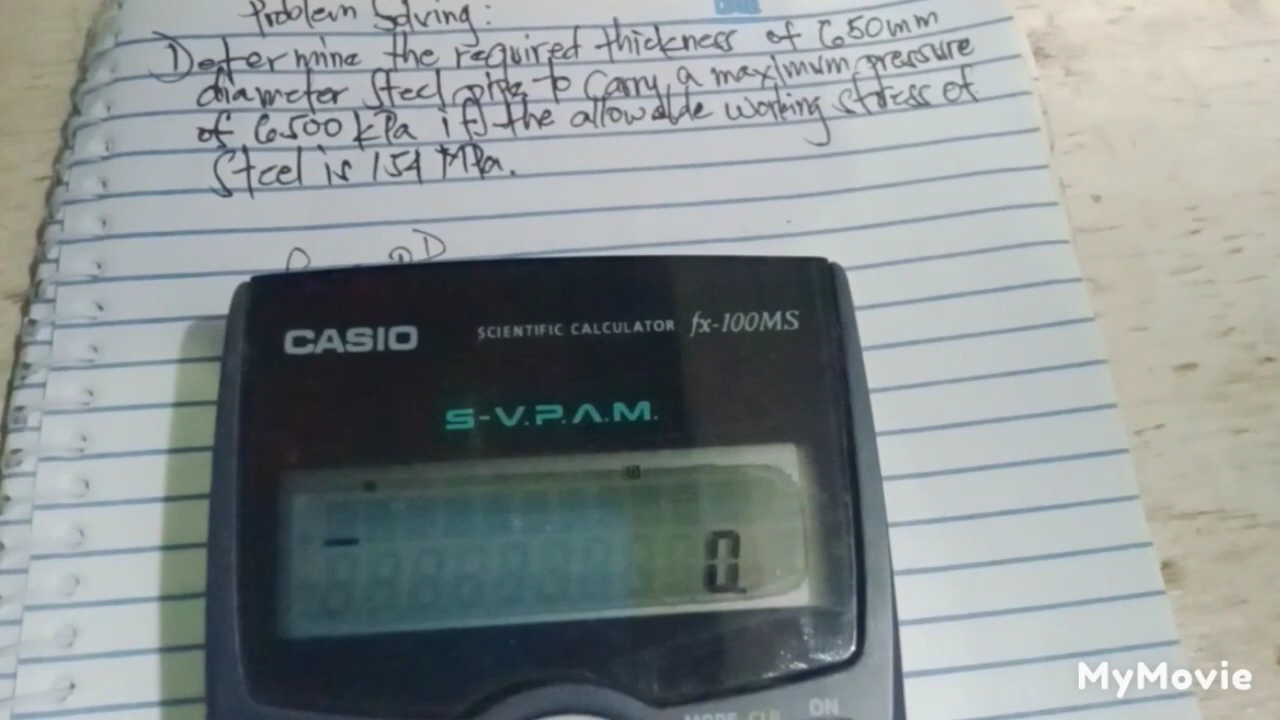 Problem Solving:
1) Determine the required thickness of 650mm
diameter Steel pipe to Carry a maximum pressure
of 6500 kPa if the allowable working stress of
Steel is 154 MPa.
PD
CASIO
SCIENTIFIC CALCULATOR fx-100MS
S-V.P.A.M.
0.
MODE CLR ON
MyMovie